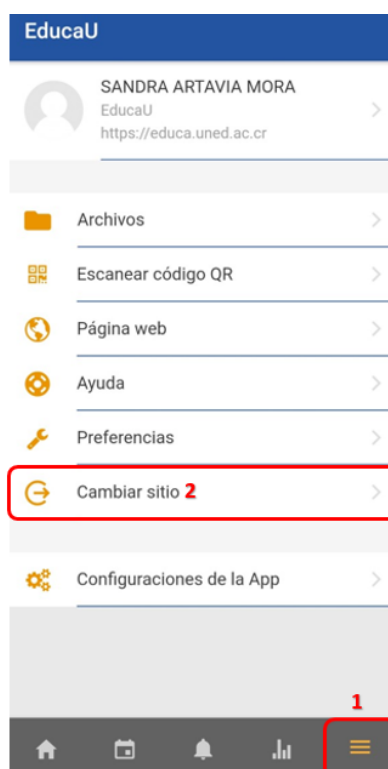 EducaU
SANDRA ARTAVIA MORA
EducaU
https://educa.uned.ac.cr
Archivos
Escanear código QR
Página web
Ayuda
Preferencias
Cambiar sitio 2
Configuraciones de la App
1